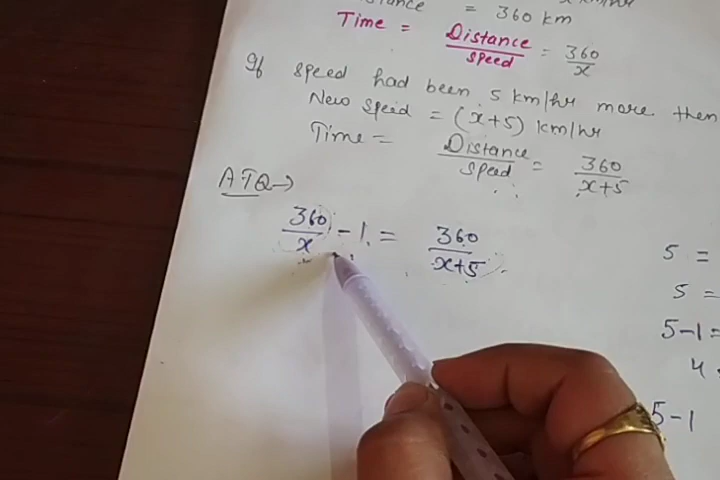 = 360 km
Time = Distance/Speed = 360/x
If speed had been 5 km/hr more then
New Speed = (x+5) km/hr
Time = Distance/Speed = 360/x+5
ATQ→
360/x - 1 = 360/x+5
5 =
5 =
5-1 =
4
5-1